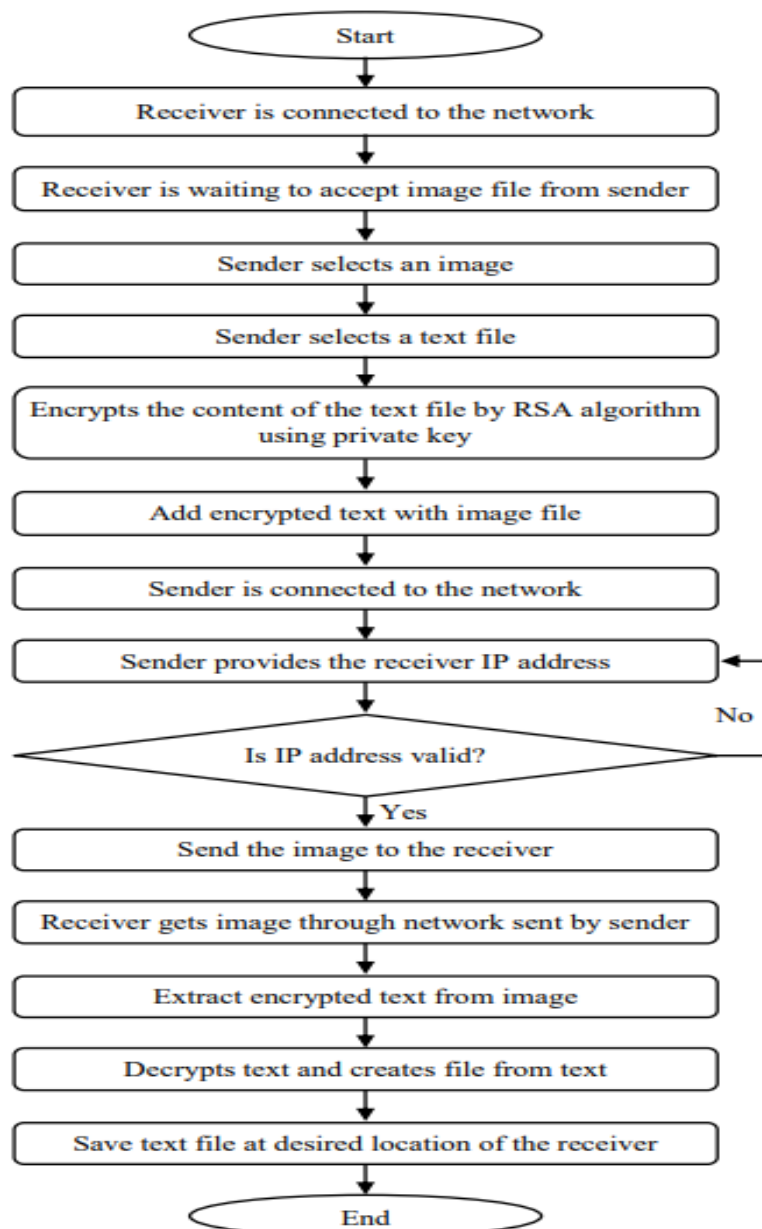 Start
Receiver is connected to the network
Receiver is waiting to accept image file from sender
Sender selects an image
Sender selects a text file
Encrypts the content of the text file by RSA algorithm
using private key
Add encrypted text with image file
Sender is connected to the network
Sender provides the receiver IP address
No
Is IP address valid?
Yes
Send the image to the receiver
Receiver gets image through network sent by sender
Extract encrypted text from image
Decrypts text and creates file from text
Save text file at desired location of the receiver
End